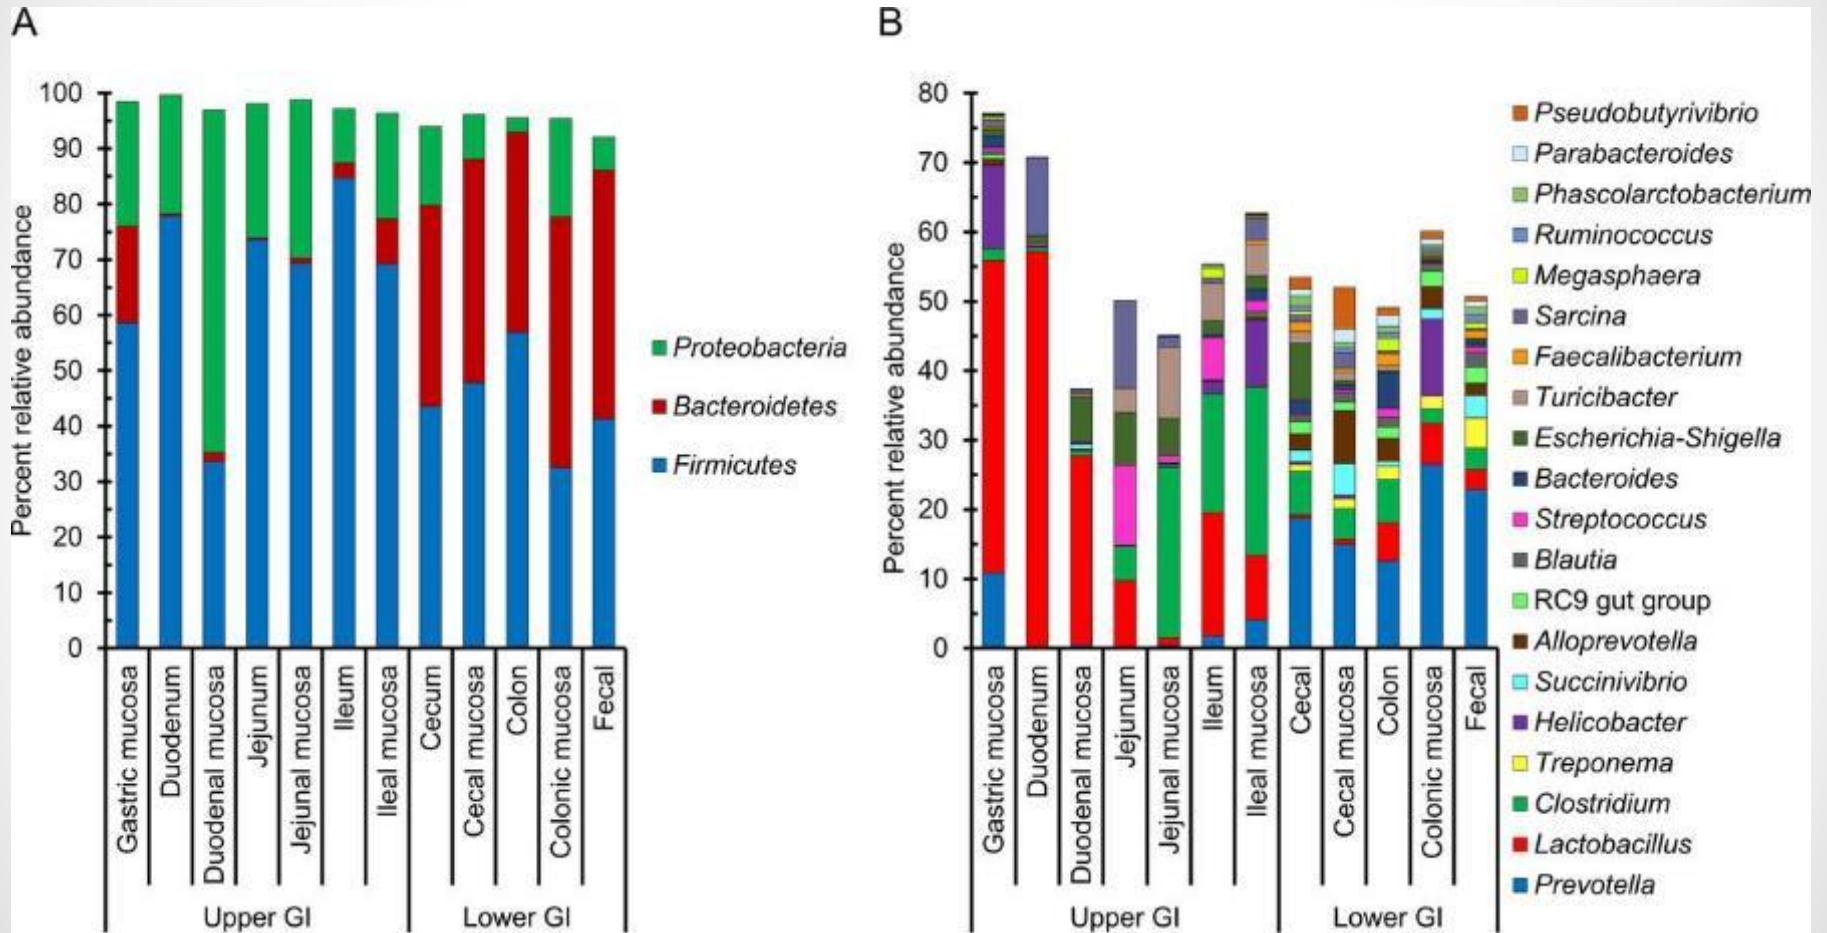 A
Percent relative abundance
100
90
80
70
60
50
40
30
20
10
0
Gastric mucosa
Duodenum
Duodenal mucosa
Jejunum
Jejunal mucosa
Ileum
Ileal mucosa
Cecum
Cecal mucosa
Colon
Colonic mucosa
Fecal
Upper GI
Lower GI
Proteobacteria
Bacteroidetes
Firmicutes
B
Percent relative abundance
80
70
60
50
40
30
20
10
0
Gastric mucosa
Duodenum
Duodenal mucosa
Jejunum
Jejunal mucosa
Ileum
Ileal mucosa
Cecal
Cecal mucosa
Colon
Colonic mucosa
Fecal
Upper GI
Lower GI
Pseudobutyrivibrio
Parabacteroides
Phascolarctobacterium
Ruminococcus
Megasphaera
Sarcina
Faecalibacterium
Turicibacter
Escherichia-Shigella
Bacteroides
Streptococcus
Blautia
RC9 gut group
Alloprevotella
Succinivibrio
Helicobacter
Treponema
Clostridium
Lactobacillus
Prevotella